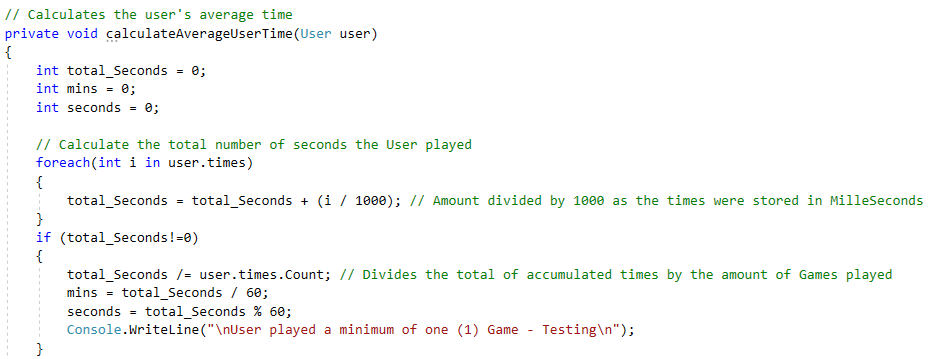 // Calculates the user's average time
private void calculateAverageUserTime(User user)
{
    int total_Seconds = 0;
    int mins = 0;
    int seconds = 0;

    // Calculate the total number of seconds the User played
    foreach(int i in user.times)
    {
        total_Seconds = total_Seconds + (i / 1000); // Amount divided by 1000 as the times were stored in MilleSeconds
    }
    if (total_Seconds!=0)
    {
        total_Seconds /= user.times.Count; // Divides the total of accumulated times by the amount of Games played
        mins = total_Seconds / 60;
        seconds = total_Seconds % 60;
        Console.WriteLine("\nUser played a minimum of one (1) Game - Testing\n");
    }